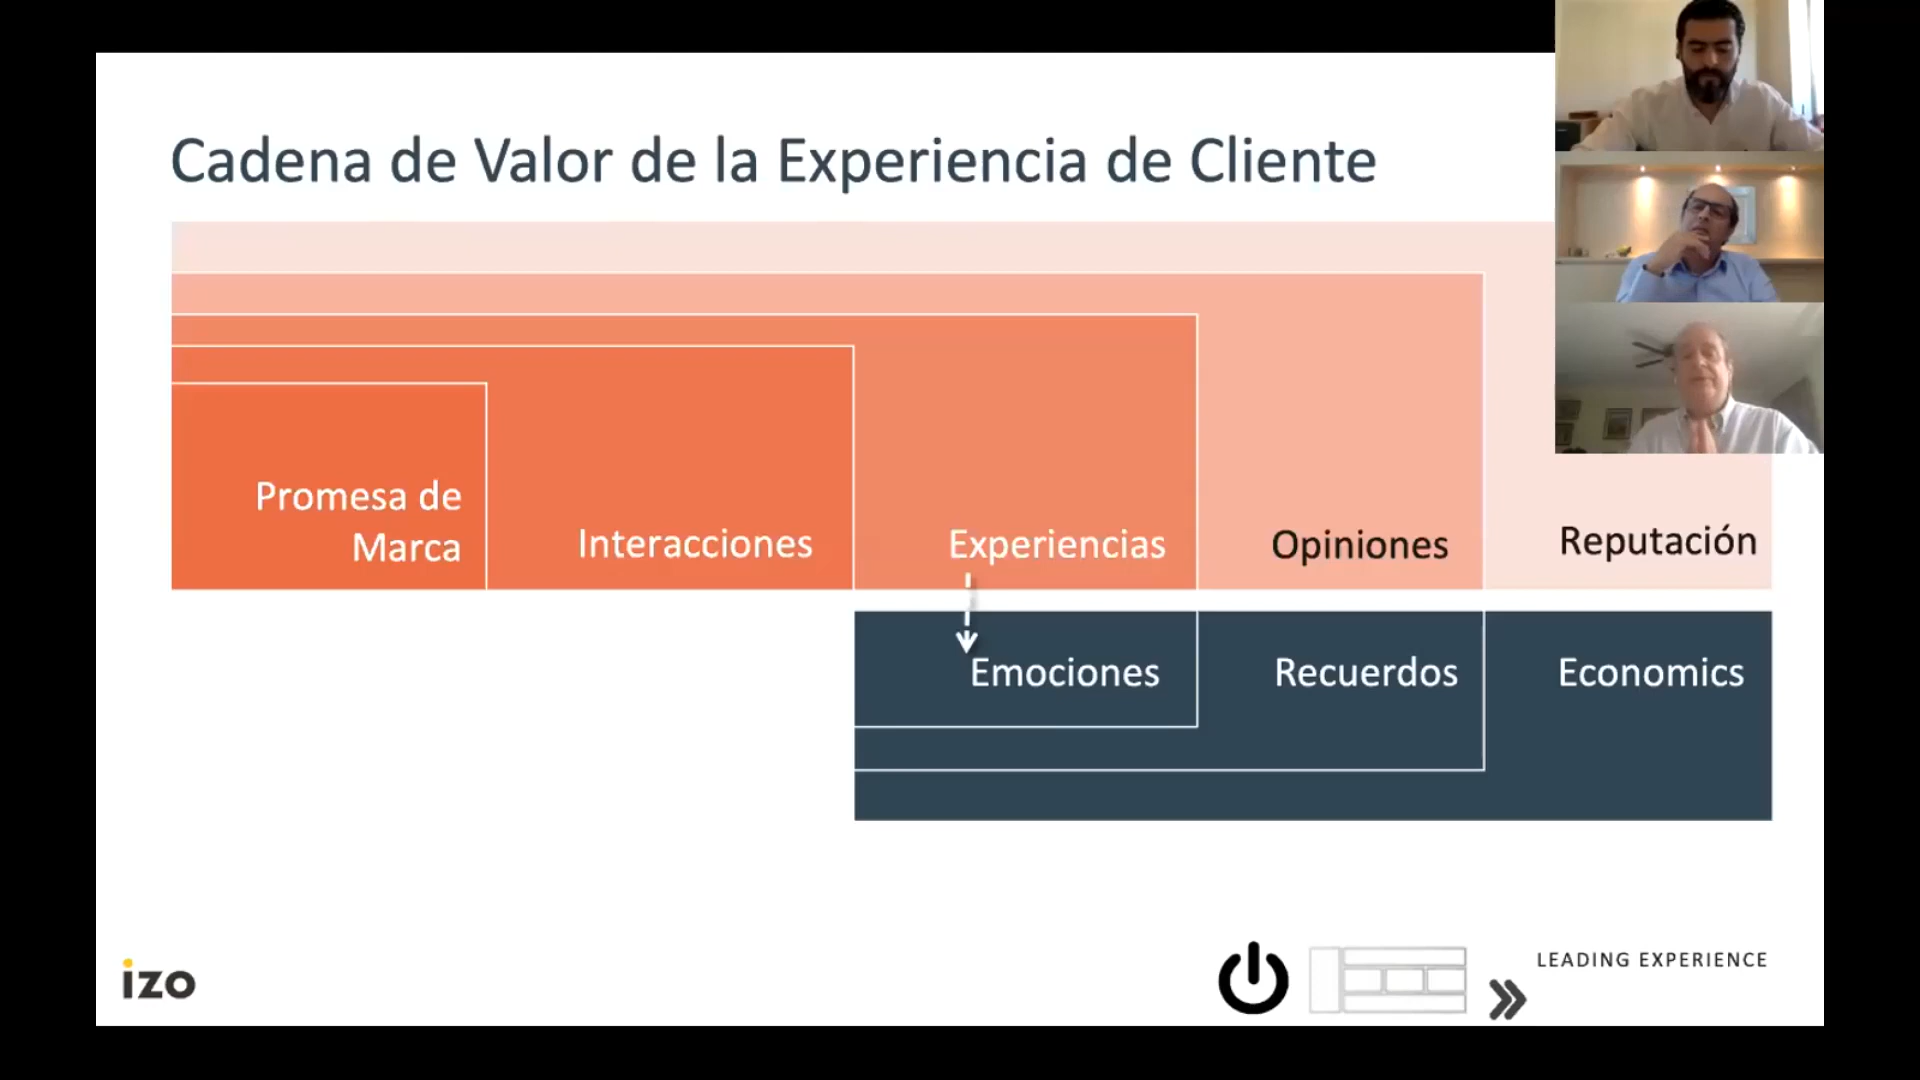 Cadena de Valor de la Experiencia de Cliente
Promesa de
Marca
Interacciones
Experiencias
Opiniones
Reputación
Emociones
Recuerdos
Economics
izo
LEADING EXPERIENCE